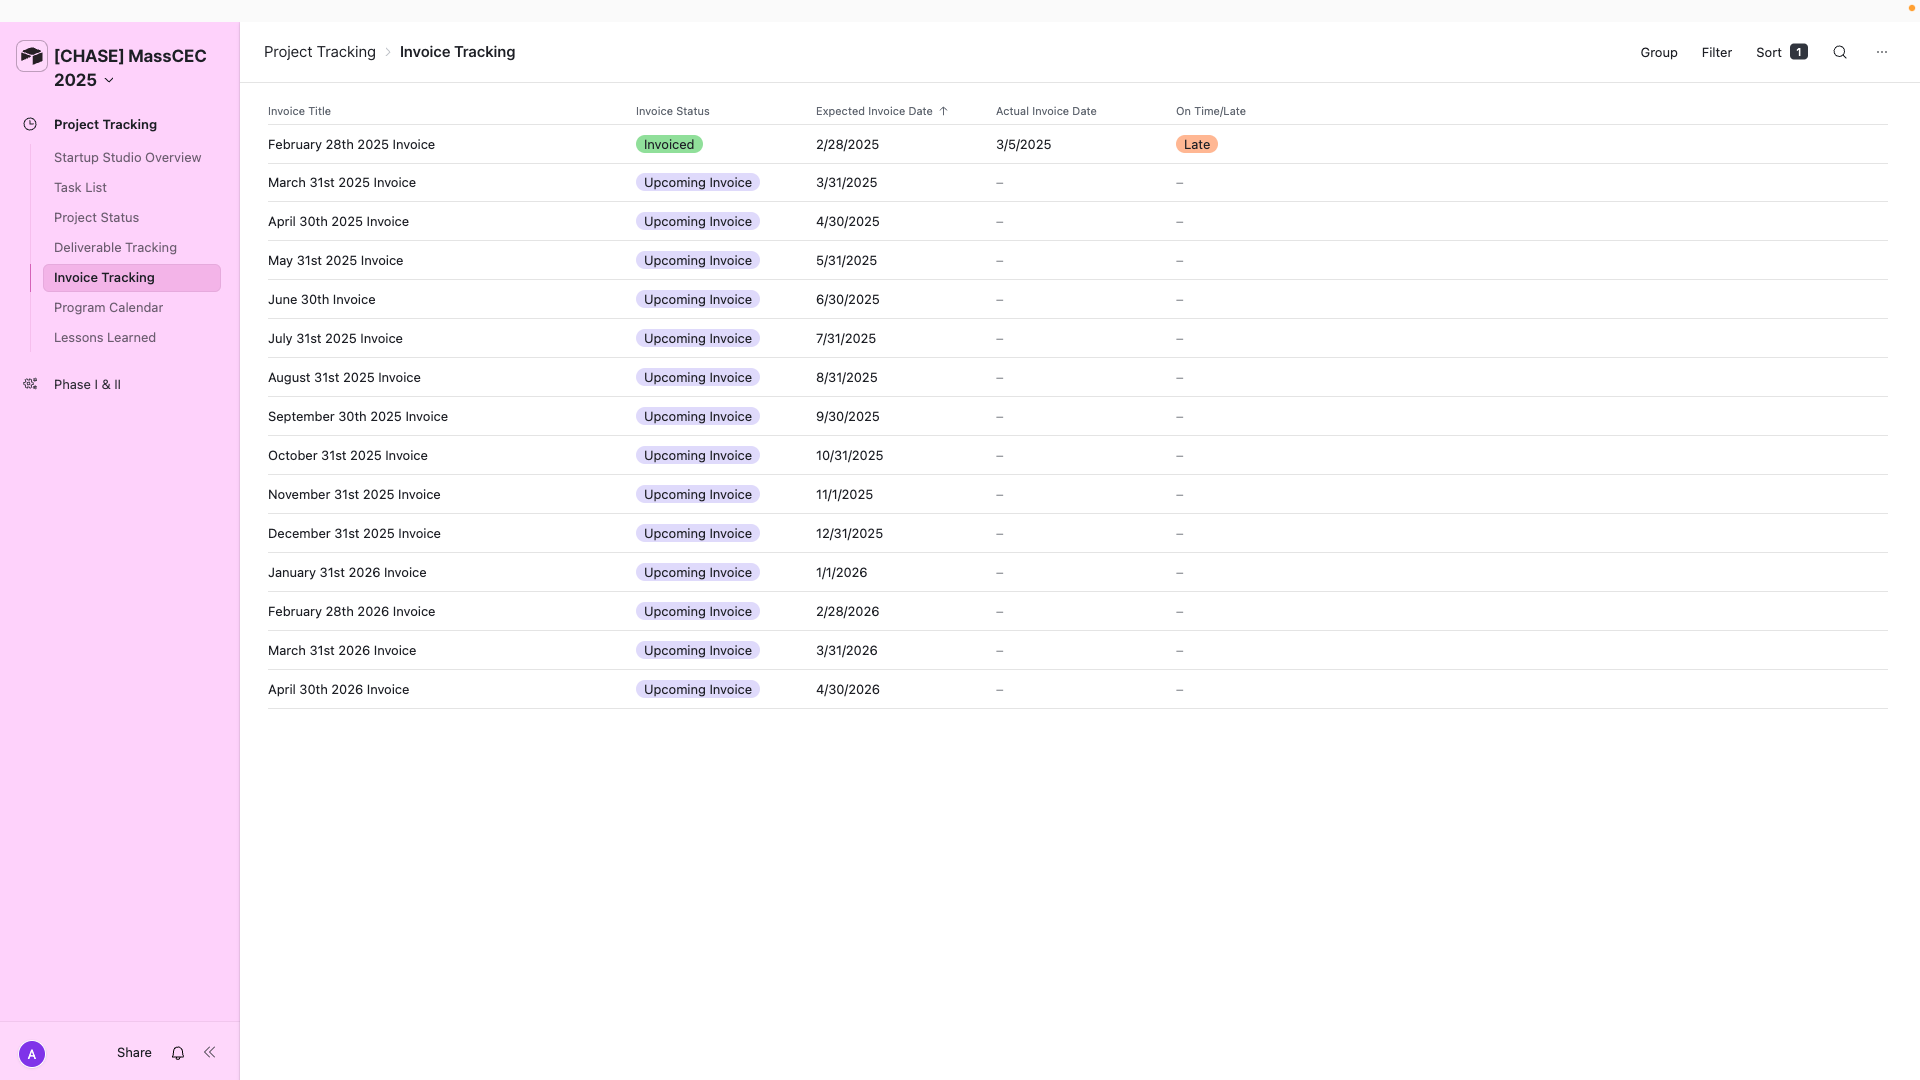 [CHASE] MassCEC
2025
Project Tracking
Startup Studio Overview
Task List
Project Status
Deliverable Tracking
Invoice Tracking
Program Calendar
Lessons Learned
Phase I & II
A
Share
Project Tracking > Invoice Tracking
Group Filter Sort 1 ...
Invoice Title Invoice Status Expected Invoice Date ↑ Actual Invoice Date On Time/Late
February 28th 2025 Invoice Invoiced 2/28/2025 3/5/2025 Late
March 31st 2025 Invoice Upcoming Invoice 3/31/2025 – –
April 30th 2025 Invoice Upcoming Invoice 4/30/2025 – –
May 31st 2025 Invoice Upcoming Invoice 5/31/2025 – –
June 30th Invoice Upcoming Invoice 6/30/2025 – –
July 31st 2025 Invoice Upcoming Invoice 7/31/2025 – –
August 31st 2025 Invoice Upcoming Invoice 8/31/2025 – –
September 30th 2025 Invoice Upcoming Invoice 9/30/2025 – –
October 31st 2025 Invoice Upcoming Invoice 10/31/2025 – –
November 31st 2025 Invoice Upcoming Invoice 11/1/2025 – –
December 31st 2025 Invoice Upcoming Invoice 12/31/2025 – –
January 31st 2026 Invoice Upcoming Invoice 1/1/2026 – –
February 28th 2026 Invoice Upcoming Invoice 2/28/2026 – –
March 31st 2026 Invoice Upcoming Invoice 3/31/2026 – –
April 30th 2026 Invoice Upcoming Invoice 4/30/2026 – –